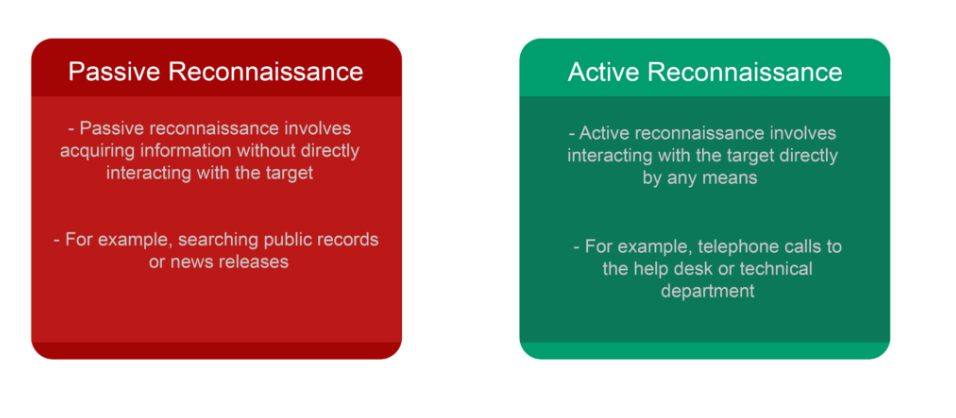 Passive Reconnaissance
- Passive reconnaissance involves
acquiring information without directly
interacting with the target
- For example, searching public records
or news releases
Active Reconnaissance
- Active reconnaissance involves
interacting with the target directly
by any means
- For example, telephone calls to
the help desk or technical
department